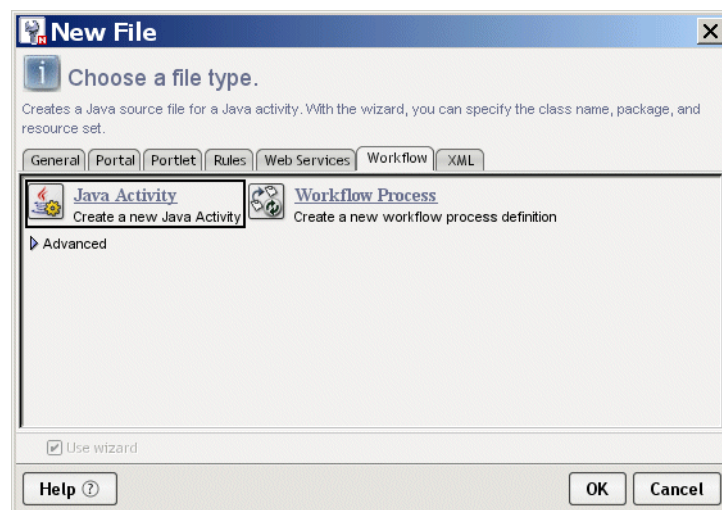 New File
Choose a file type.
Creates a Java source file for a Java activity. With the wizard, you can specify the class name, package, and
resource set.
General Portal Portlet Rules Web Services Workflow XML
Java Activity Workflow Process
Create a new Java Activity Create a new workflow process definition
Advanced
Use wizard
Help ? OK Cancel